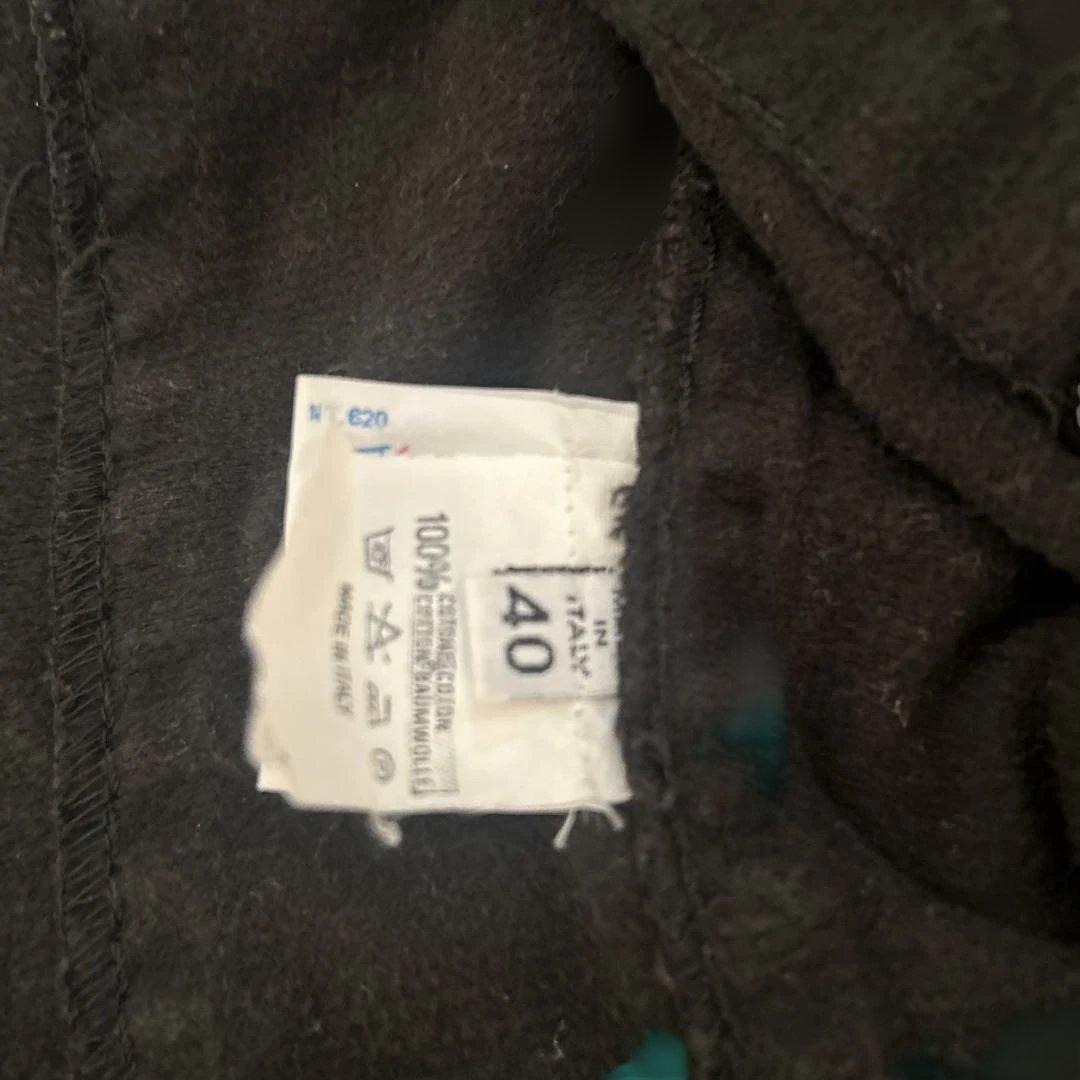 620
100% COTONE COTON
COTTON BAUMWOLLE
MADE IN ITALY
40
IN
ITALY